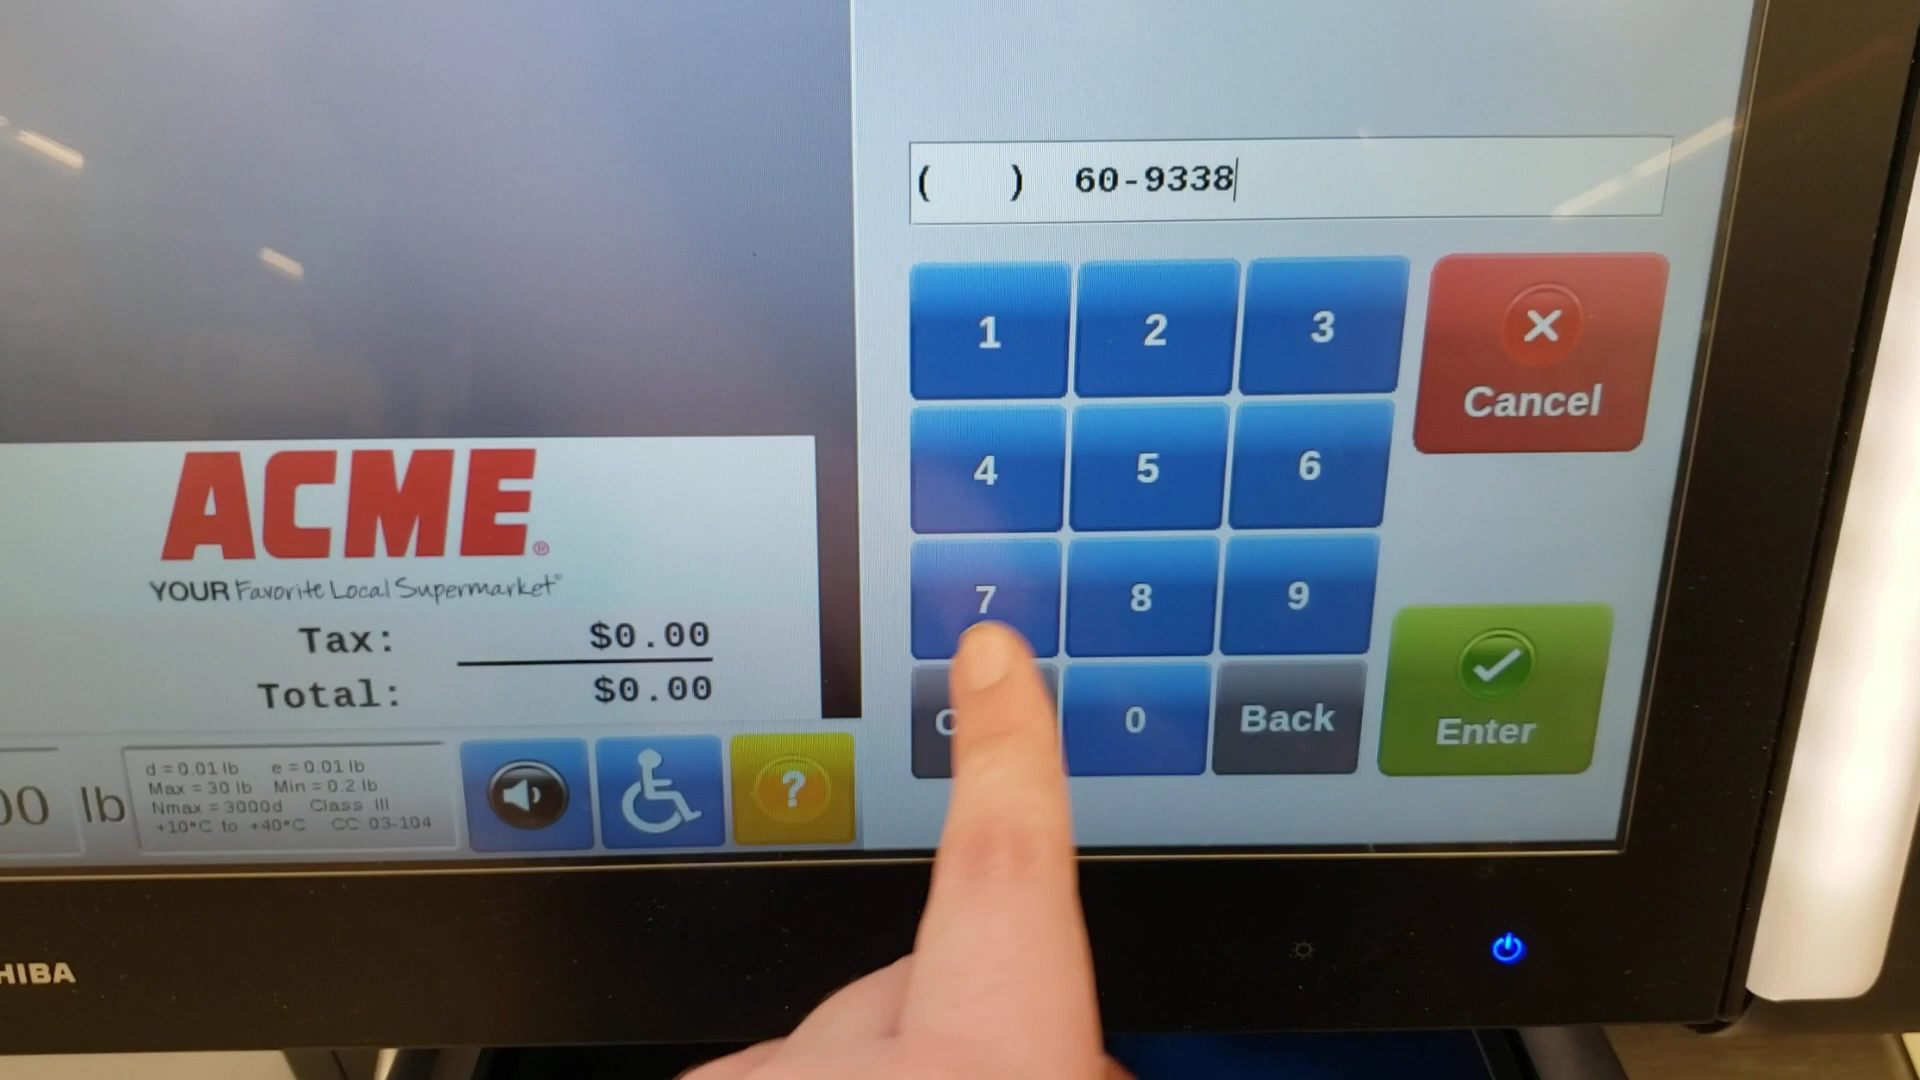 (   )  60-9338
1 2 3
Cancel
4 5 6
7 8 9
0 Back
Enter
ACME®
YOUR Favorite Local Supermarket®
Tax: $0.00
Total: $0.00
lb
d = 0.01 lb e = 0.01 lb
Max = 30 lb Min = 0.2 lb
Nmax = 3000d Class III
+10°C to +40°C CC: 03-104
?